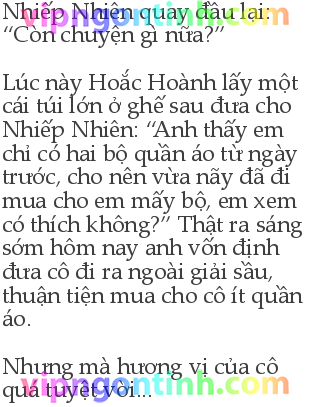 Nhiếp Nhiên quay đầu lại:
“Còn chuyện gì nữa?”
Lúc này Hoắc Hoành lấy một
cái túi lớn ở ghế sau đưa cho
Nhiếp Nhiên: “Anh thấy em
chỉ có hai bộ quần áo từ ngày
trước, cho nên vừa nãy đã đi
mua cho em mấy bộ, em xem
có thích không?” Thật ra sáng
sớm hôm nay anh vốn định
đưa cô đi ra ngoài giải sầu,
thuận tiện mua cho cô ít quần
áo.
Nhưng mà hương vị của cô
quá tuyệt vời...
vipngontinh.com
vipngontinh.com